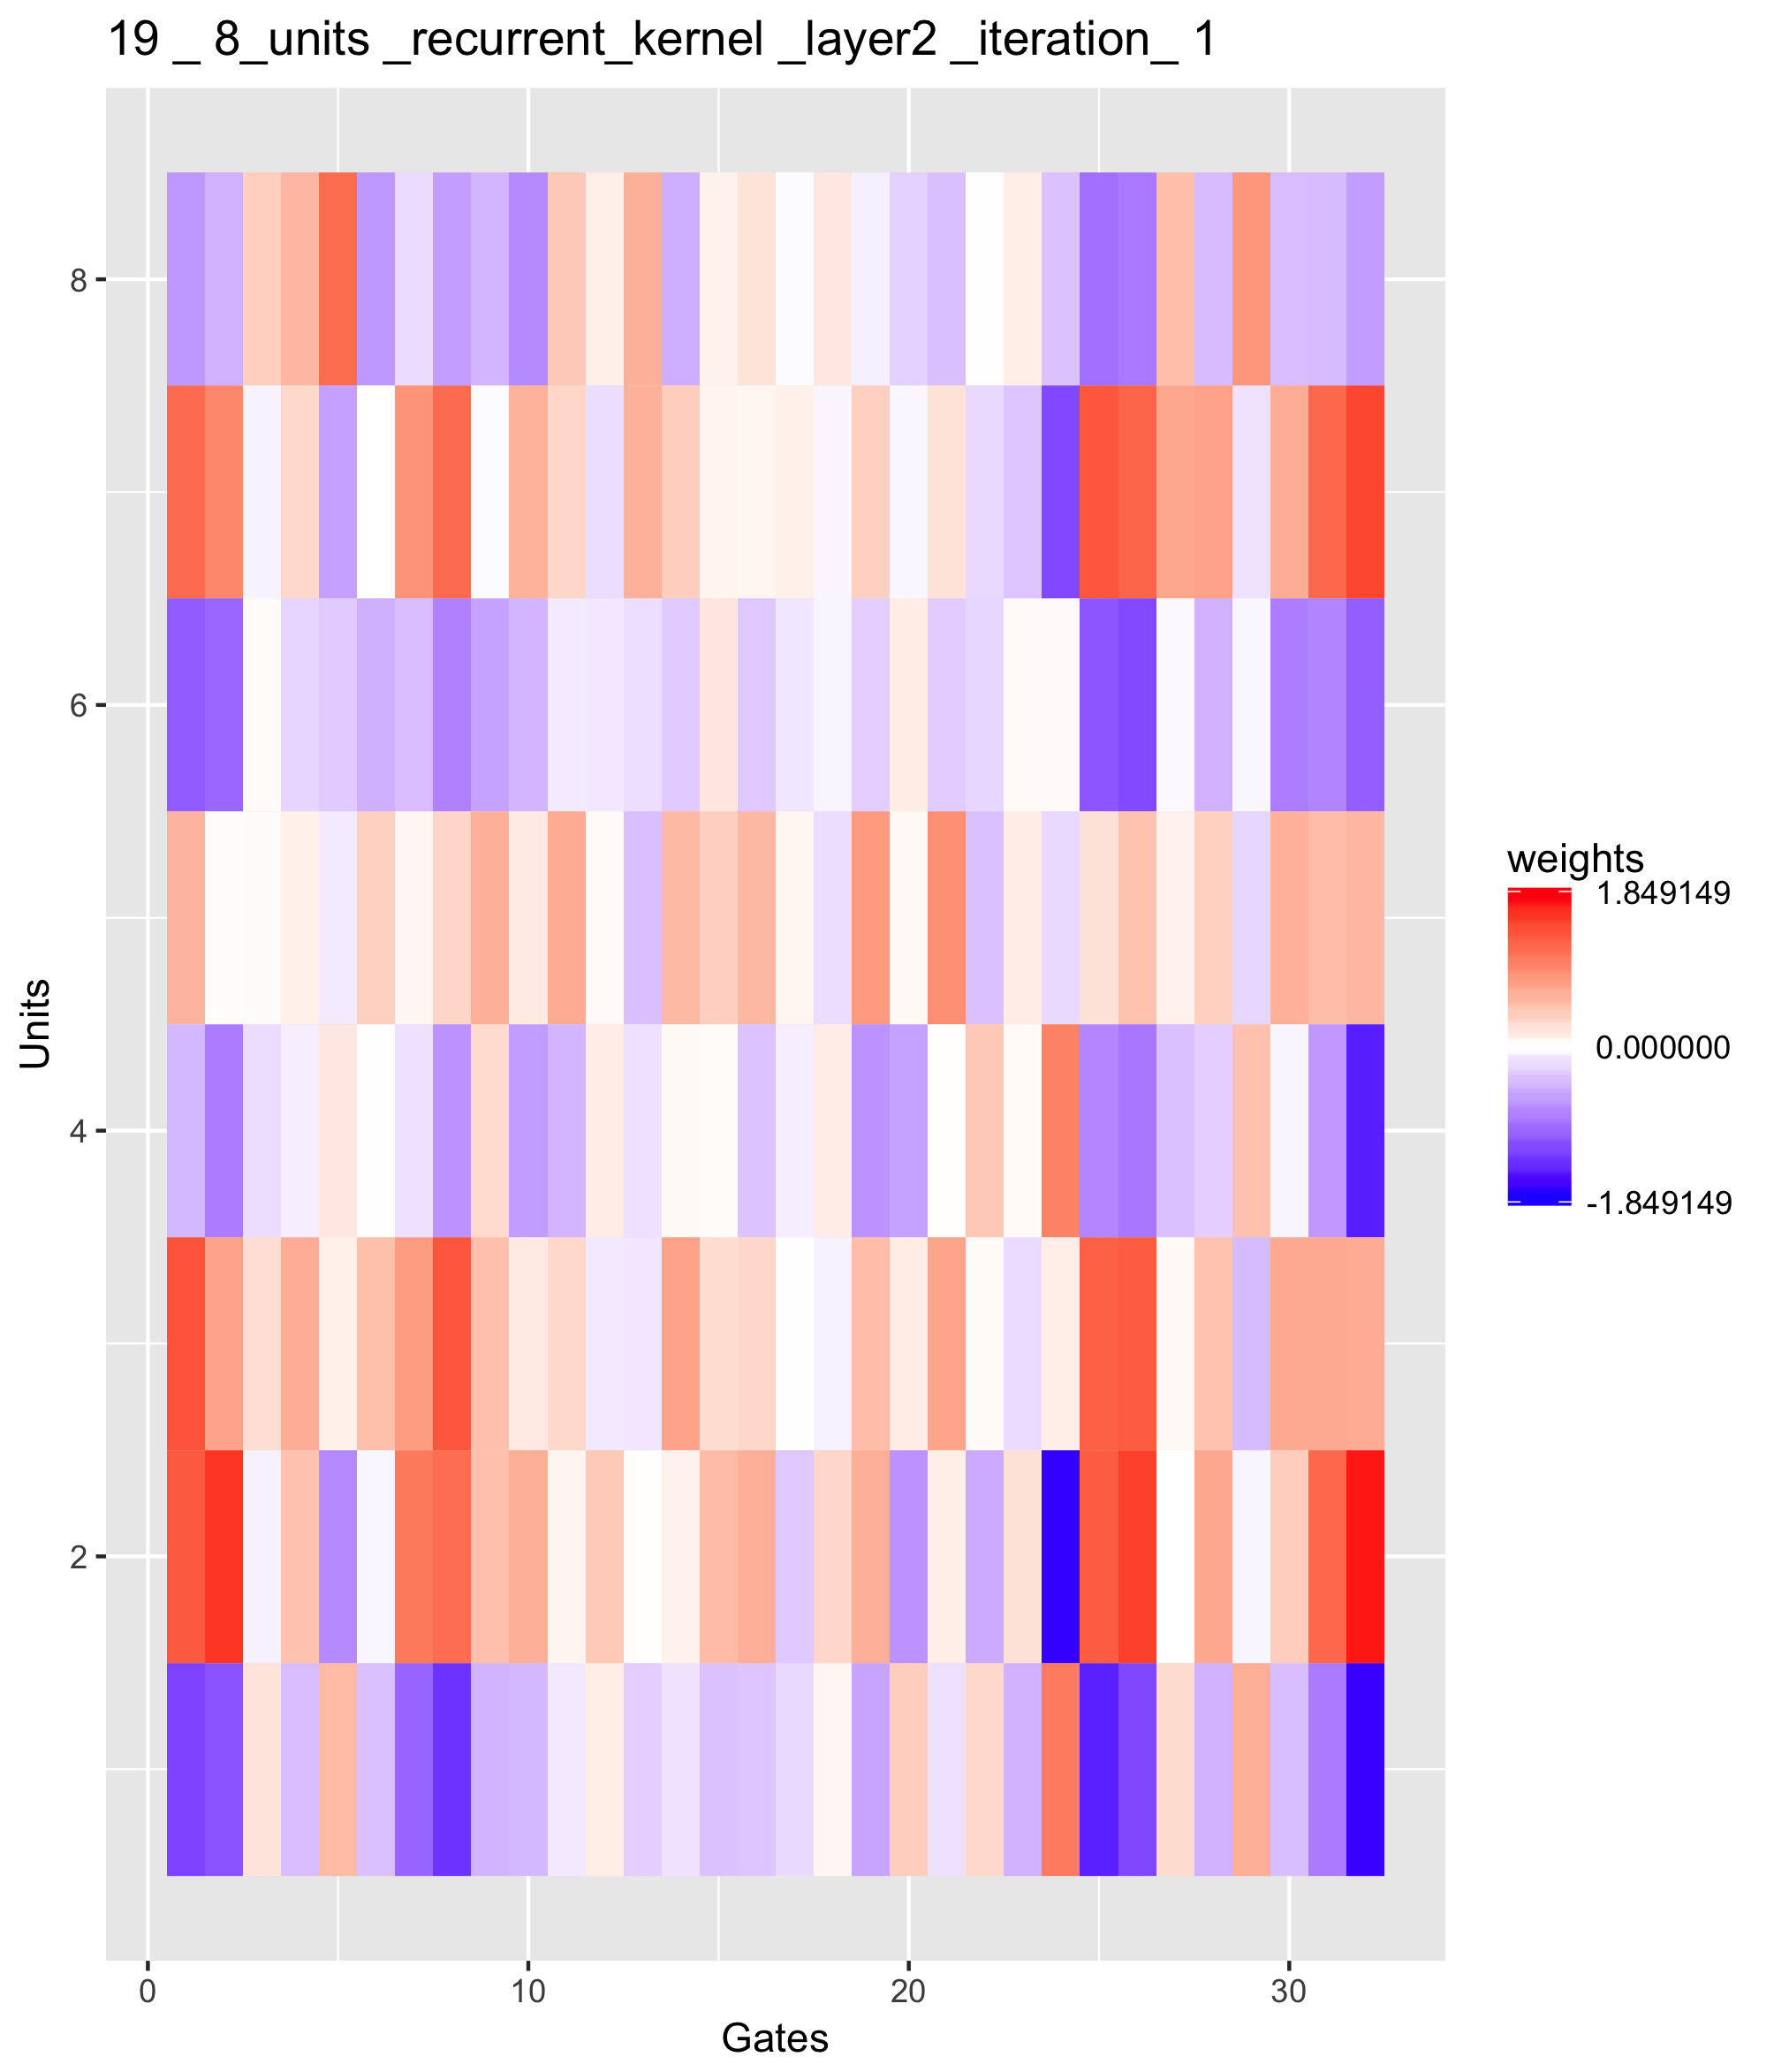 19 _ 8_units _recurrent_kernel _layer2 _iteration_ 1
8
6
4
2
Units
0 10 20 30
Gates
weights
1.849149
0.000000
-1.849149